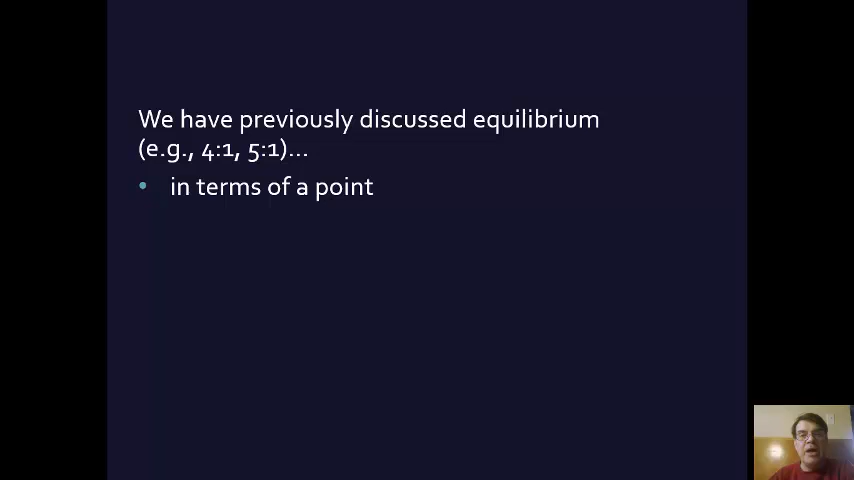 We have previously discussed equilibrium
(e.g., 4:1, 5:1)...
• in terms of a point